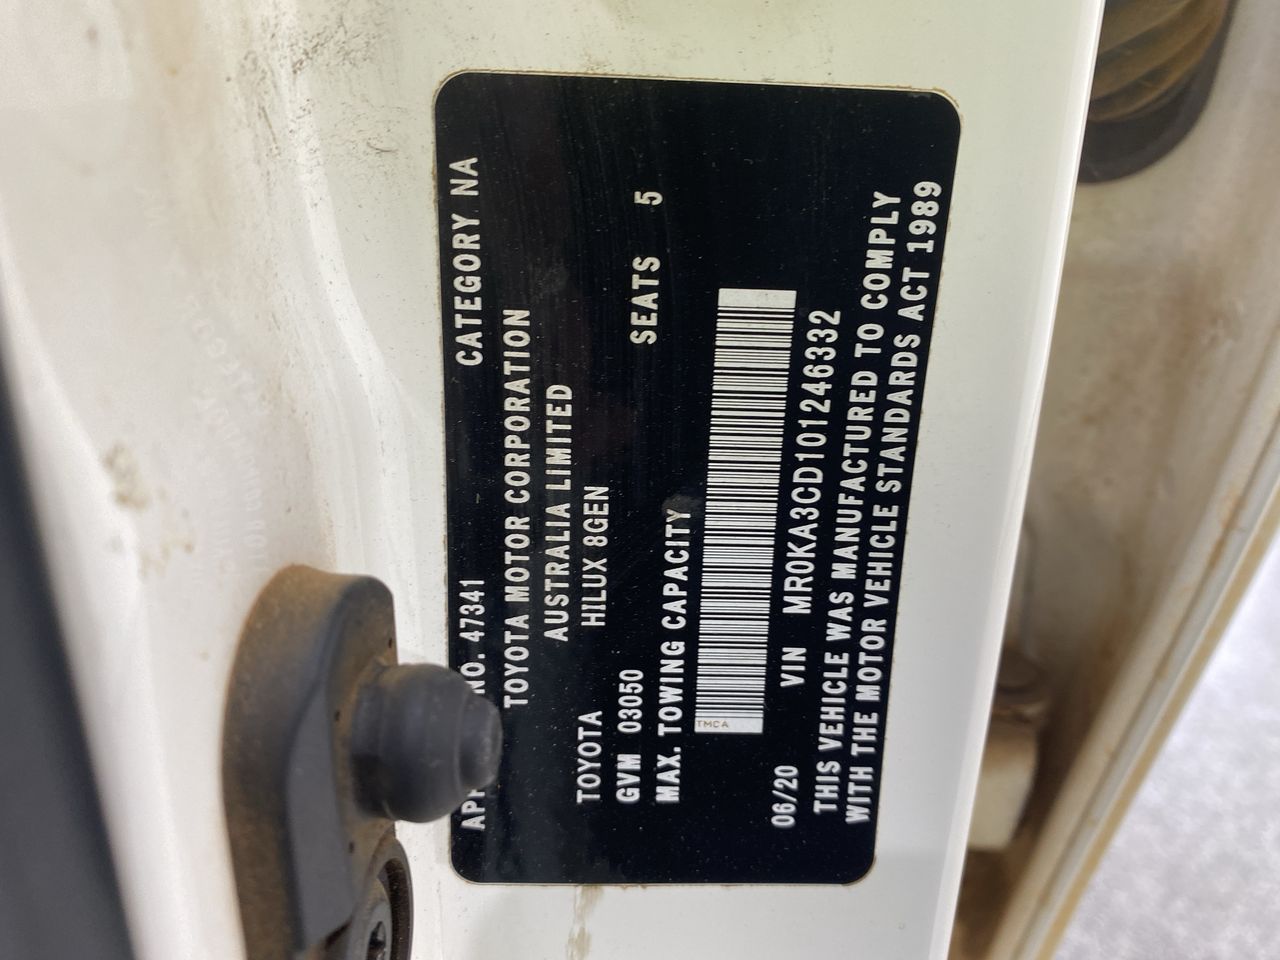 APP NO. 47341 CATEGORY NA
TOYOTA MOTOR CORPORATION
AUSTRALIA LIMITED
TOYOTA HILUX 8GEN
GVM 03050 SEATS 5
MAX. TOWING CAPACITY
TMCA
06/20 VIN MR0KA3CD101246332
THIS VEHICLE WAS MANUFACTURED TO COMPLY
WITH THE MOTOR VEHICLE STANDARDS ACT 1989